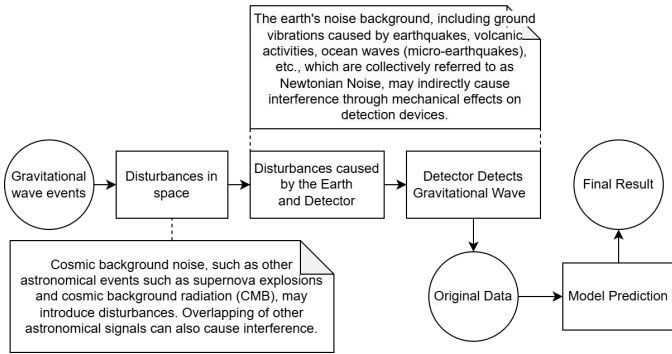 The earth's noise background, including ground
vibrations caused by earthquakes, volcanic
activities, ocean waves (micro-earthquakes),
etc., which are collectively referred to as
Newtonian Noise, may indirectly cause
interference through mechanical effects on
detection devices.
Gravitational
wave events
Disturbances in
space
Disturbances caused
by the Earth
and Detector
Detector Detects
Gravitational Wave
Final Result
Cosmic background noise, such as other
astronomical events such as supernova explosions
and cosmic background radiation (CMB), may
introduce disturbances. Overlapping of other
astronomical signals can also cause interference.
Original Data
Model Prediction